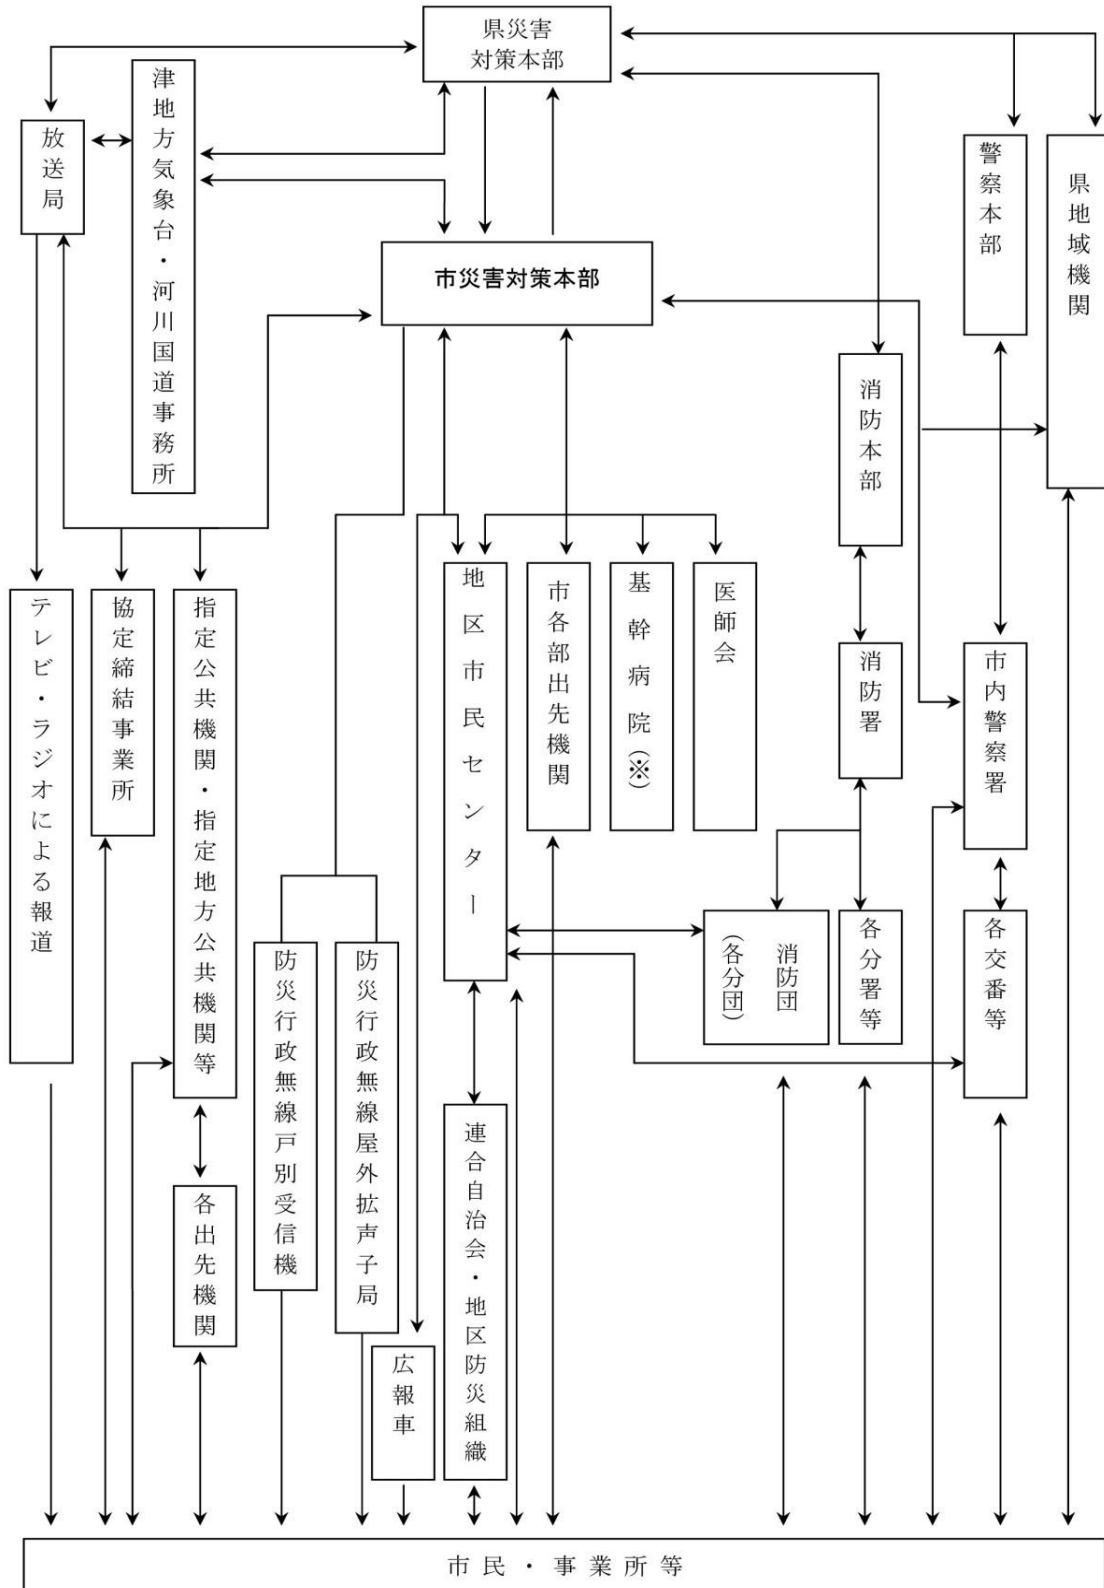 県災害
対策本部
津地方気象台・河川国道事務所
放送局
警察本部
県地域機関
市災害対策本部
消防本部
テレビ・ラジオによる報道
協定締結事業所
指定公共機関・指定地方公共機関等
地区市民センター
市各部出先機関
基幹病院(※)
医師会
消防署
市内警察署
防災行政無線戸別受信機
防災行政無線屋外拡声子局
消防団
(各分団)
各分署等
各交番等
各出先機関
広報車
連合自治会・地区防災組織
市民・事業所等